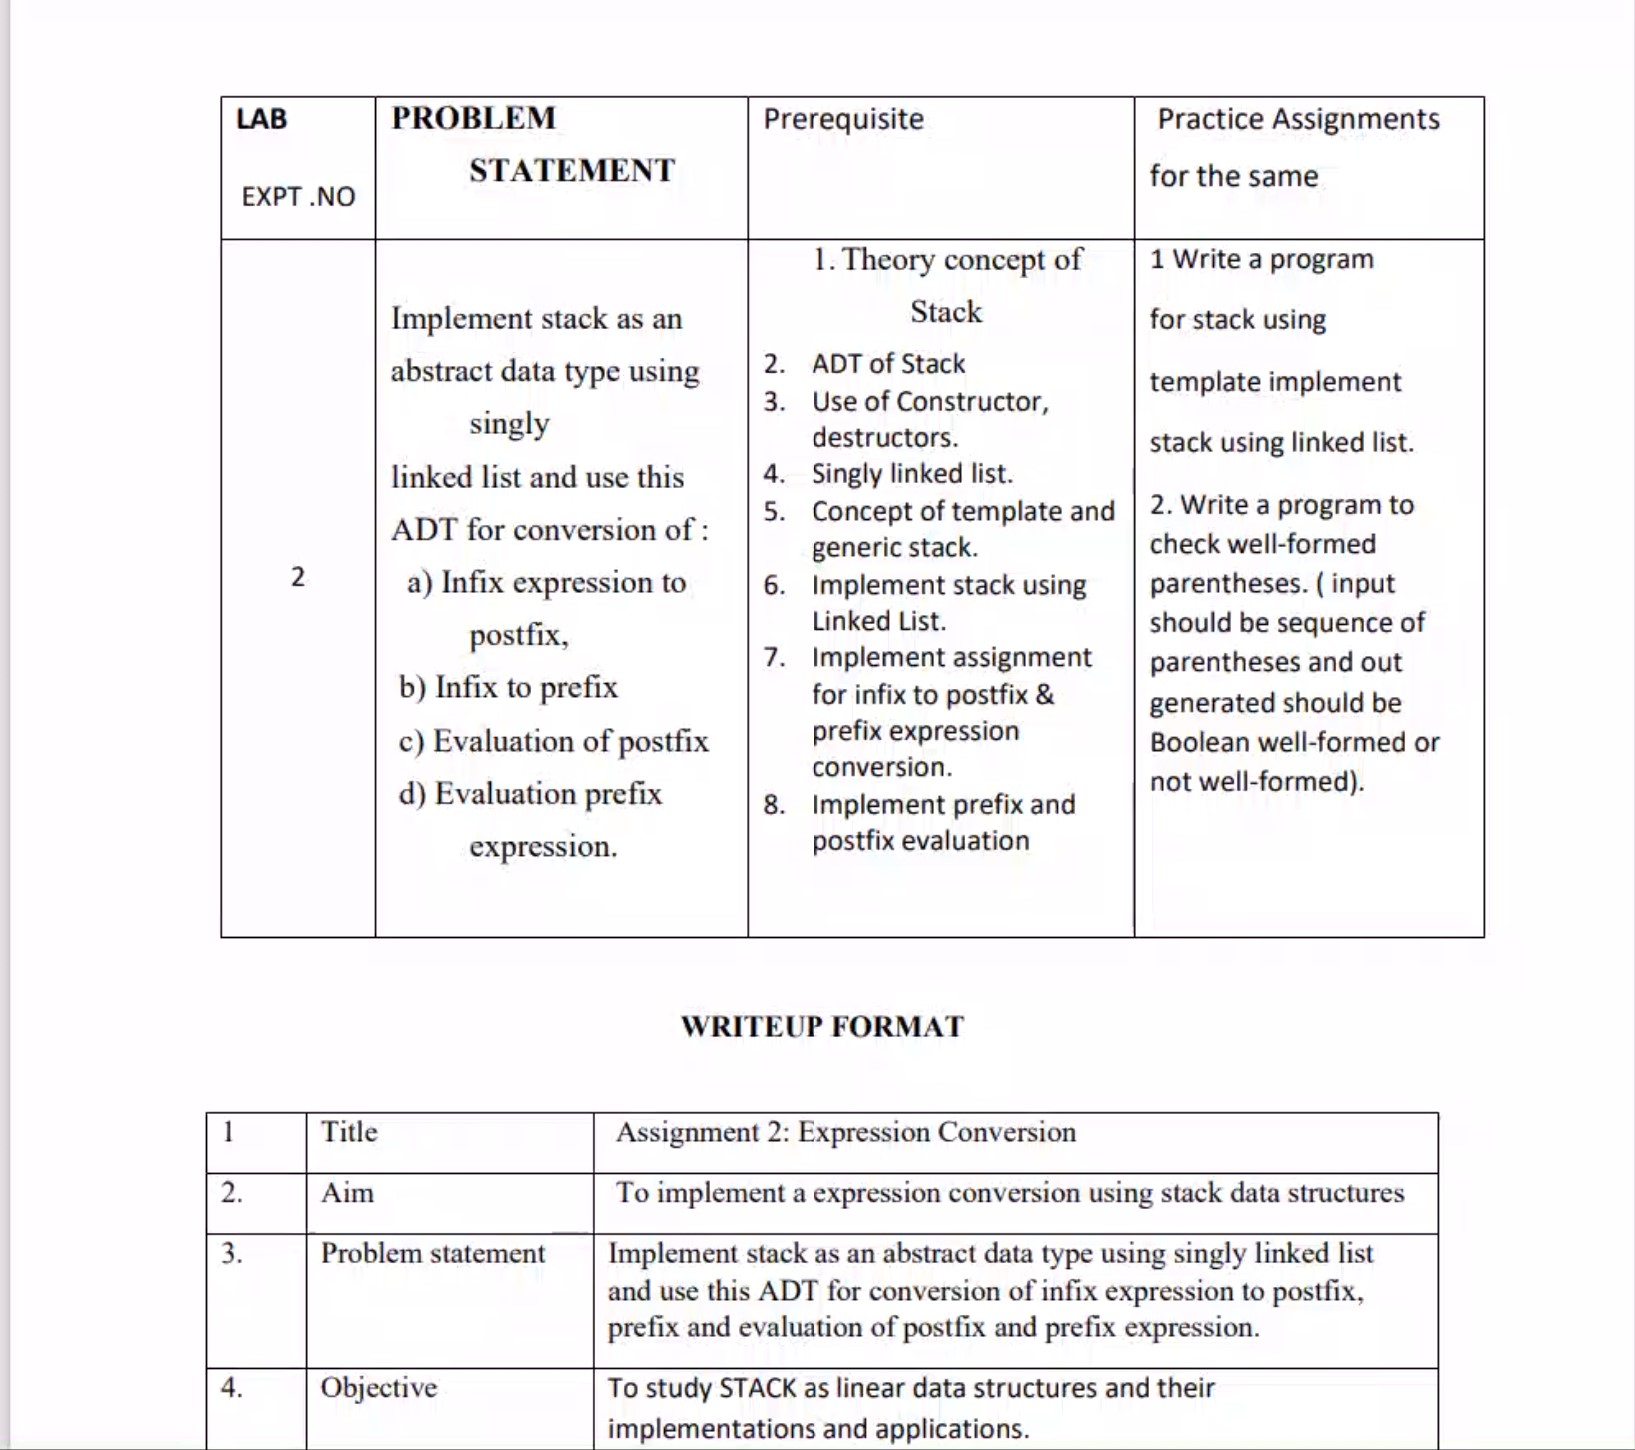 LAB
EXPT .NO
PROBLEM
STATEMENT
Prerequisite
Practice Assignments
for the same
2
Implement stack as an
abstract data type using
singly
linked list and use this
ADT for conversion of :
a) Infix expression to
postfix,
b) Infix to prefix
c) Evaluation of postfix
d) Evaluation prefix
expression.
1. Theory concept of
Stack
2. ADT of Stack
3. Use of Constructor,
destructors.
4. Singly linked list.
5. Concept of template and
generic stack.
6. Implement stack using
Linked List.
7. Implement assignment
for infix to postfix &
prefix expression
conversion.
8. Implement prefix and
postfix evaluation
1 Write a program
for stack using
template implement
stack using linked list.
2. Write a program to
check well-formed
parentheses. ( input
should be sequence of
parentheses and out
generated should be
Boolean well-formed or
not well-formed).
WRITEUP FORMAT
1 Title Assignment 2: Expression Conversion
2. Aim To implement a expression conversion using stack data structures
3. Problem statement Implement stack as an abstract data type using singly linked list
and use this ADT for conversion of infix expression to postfix,
prefix and evaluation of postfix and prefix expression.
4. Objective To study STACK as linear data structures and their
implementations and applications.